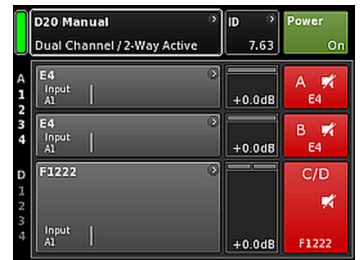 D20 Manual
Dual Channel / 2-Way Active
ID
7.63
Power
On
A
1
2
3
4
E4
Input
A1
+0.0dB
A
E4
E4
Input
A1
+0.0dB
B
E4
D
1
2
3
4
F1222
Input
A1
+0.0dB
C/D
F1222